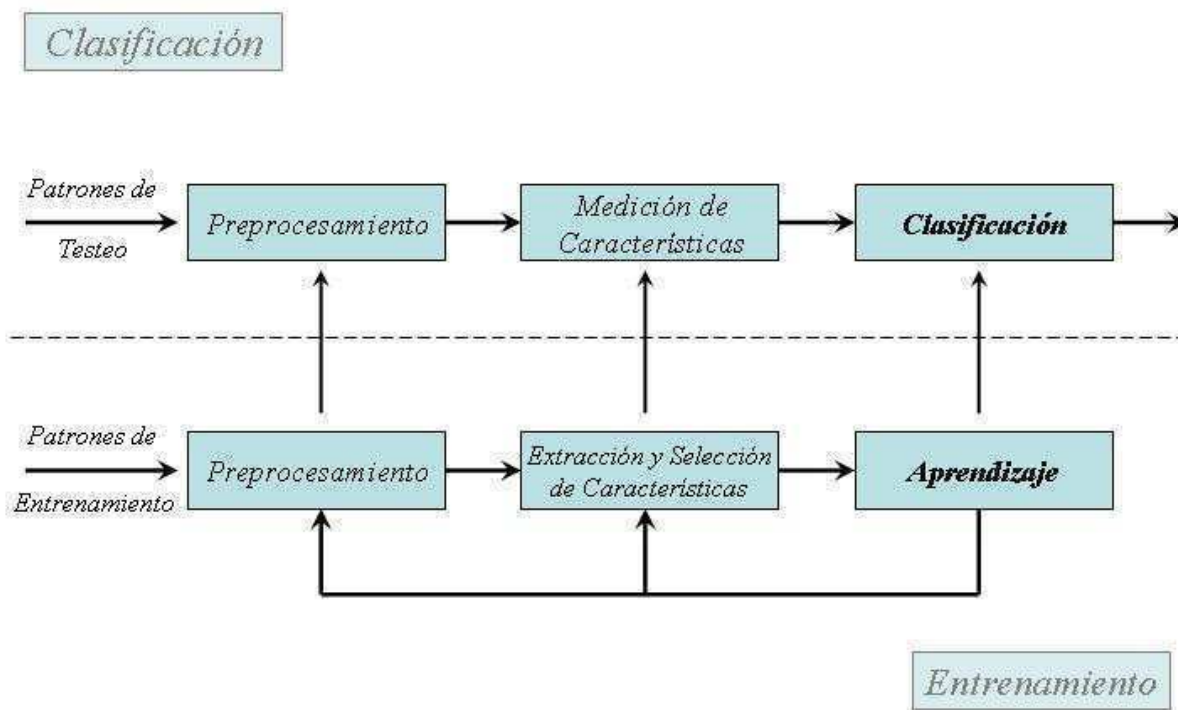 Clasificación
Patrones de
Testeo
Preprocesamiento
Medición de
Características
Clasificación
Patrones de
Entrenamiento
Preprocesamiento
Extracción y Selección
de Características
Aprendizaje
Entrenamiento